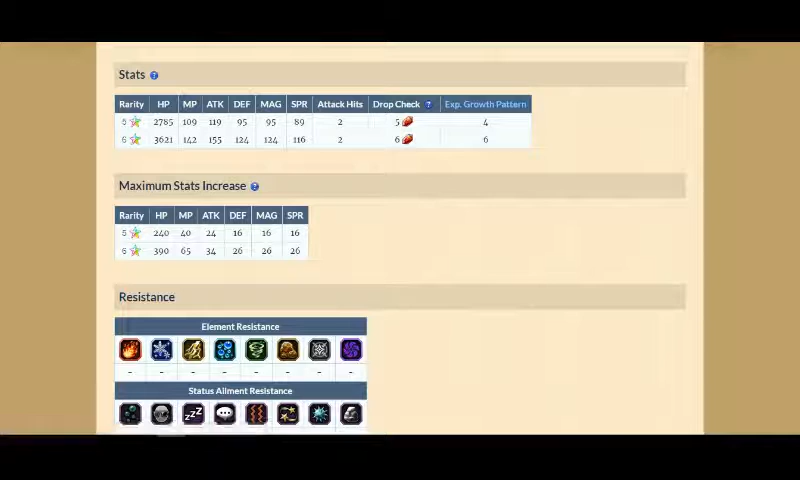 Stats ?
Rarity HP MP ATK DEF MAG SPR Attack Hits Drop Check ? Exp. Growth Pattern
5 2785 109 119 95 95 89 2 5 4
6 3621 142 155 124 124 116 2 6 6
Maximum Stats Increase ?
Rarity HP MP ATK DEF MAG SPR
5 240 40 24 16 16 16
6 390 65 34 26 26 26
Resistance
Element Resistance
- - - - - - - -
Status Ailment Resistance
zzZ